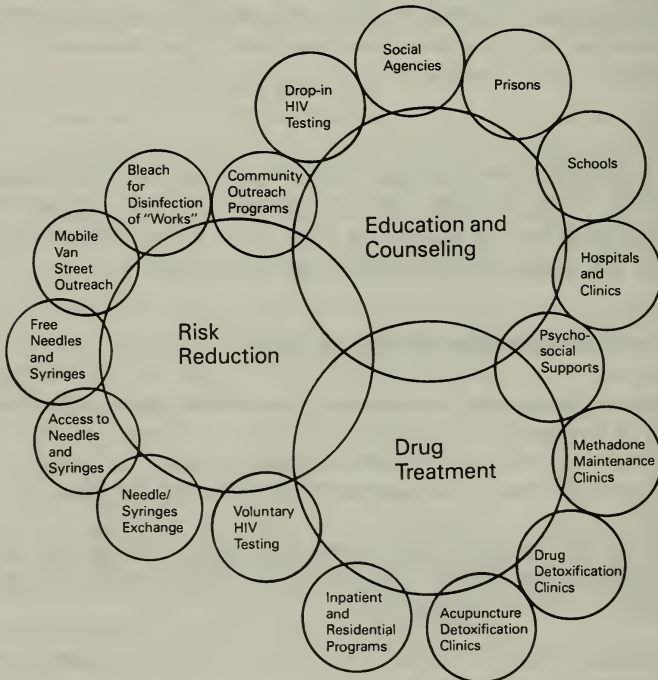 Social
Agencies
Prisons
Drop-in
HIV
Testing
Schools
Bleach
for
Disinfection
of "Works"
Community
Outreach
Programs
Education and
Counseling
Mobile
Van
Street
Outreach
Hospitals
and
Clinics
Free
Needles
and
Syringes
Risk
Reduction
Psycho-
social
Supports
Access to
Needles
and
Syringes
Drug
Treatment
Methadone
Maintenance
Clinics
Needle/
Syringes
Exchange
Voluntary
HIV
Testing
Drug
Detoxification
Clinics
Inpatient
and
Residential
Programs
Acupuncture
Detoxification
Clinics